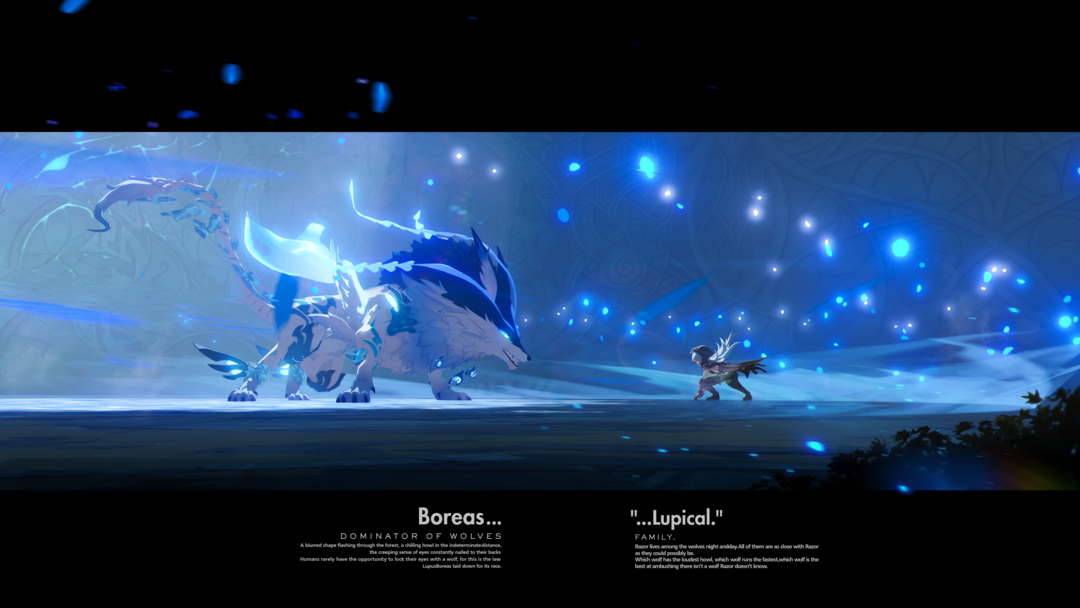 Boreas...
DOMINATOR OF WOLVES
A blurred shape flashing through the forest, a chilling howl in the indeterminatedistance,
the creeping sense of eyes constantly nailed to their backs
Humans rarely have the opportunity to lock their eyes with a wolf, for this is the law
LupusBoreas laid down for its race.
"...Lupical."
FAMILY.
Razor lives among the wolves night andday.All of them are as close with Razor
as they could possibly be.
Which wolf has the loudest howl, which wolf runs the fastest,which wolf is the
best at ambushing there isn't a wolf Razor doesn't know.